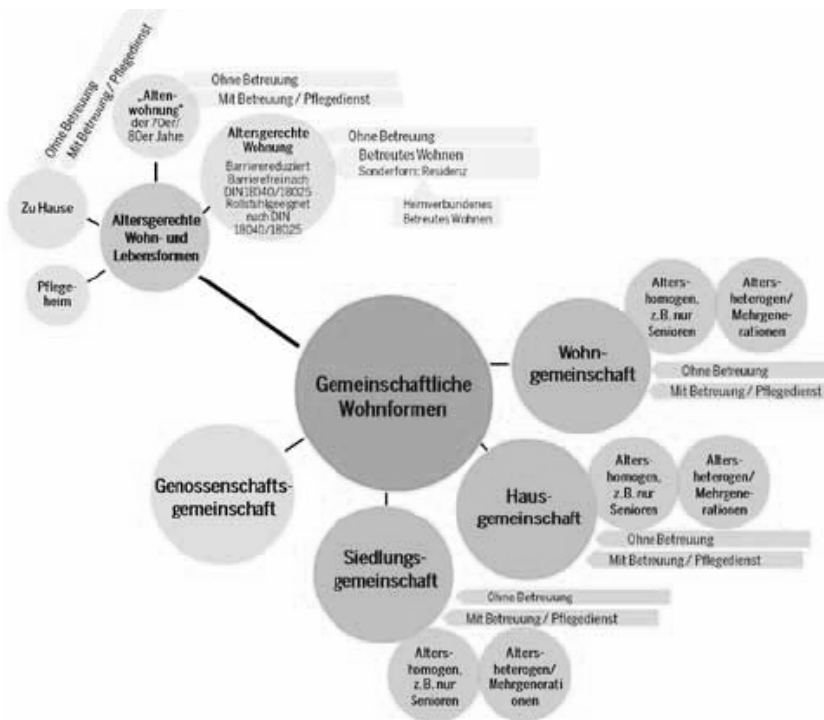 Ohne Betreuung
Mit Betreuung / Pflegedienst
„Alten-
wohnung"
der 70er/
80er Jahre
Ohne Betreuung
Mit Betreuung / Pflegedienst
Altersgerechte
Wohnung
Barrierereduziert
Barrierefrei nach
DIN 18040/18025
Rollstuhlgeeignet
nach DIN
18040/18025
Ohne Betreuung
Betreutes Wohnen
Sonderform: Residenz
Heimverbundenes
Betreutes Wohnen
Zu Hause
Altersgerechte
Wohn- und
Lebensformen
Pflege-
heim
Gemeinschaftliche
Wohnformen
Wohn-
gemeinschaft
Alters-
homogen,
z.B. nur
Senioren
Alters-
heterogen/
Mehrgene-
rationen
Ohne Betreuung
Mit Betreuung / Pflegedienst
Genossenschafts-
gemeinschaft
Haus-
gemeinschaft
Alters-
homogen,
z.B. nur
Senioren
Alters-
heterogen/
Mehrgene-
rationen
Ohne Betreuung
Mit Betreuung / Pflegedienst
Siedlungs-
gemeinschaft
Ohne Betreuung
Mit Betreuung / Pflegedienst
Alters-
homogen,
z.B. nur
Senioren
Alters-
heterogen/
Mehrgenerati
onen